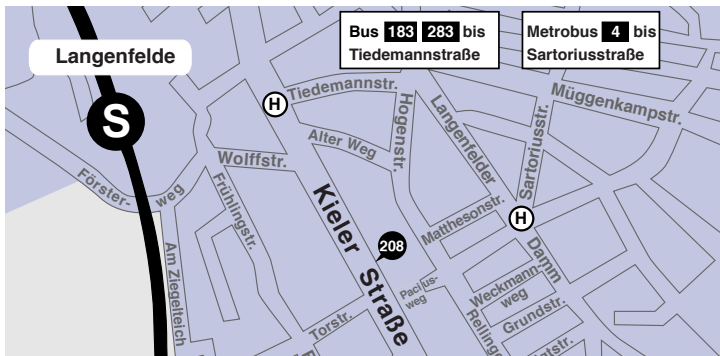 Langenfelde
Bus 183 283 bis
Tiedemannstraße
Metrobus 4 bis
Sartoriusstraße
S
H
Tiedemannstr.
Hogenstr.
Langenfelder
Sartoriusstr.
Müggenkampstr.
Alter Weg
Wolffstr.
Förster-
weg
Frühlingstr.
Kieler Straße
208
Matthesonstr.
H
Damm
Am Ziegelteich
Pacius-
weg
Weckmann-
weg
Grundstr.
Torstr.
Relling